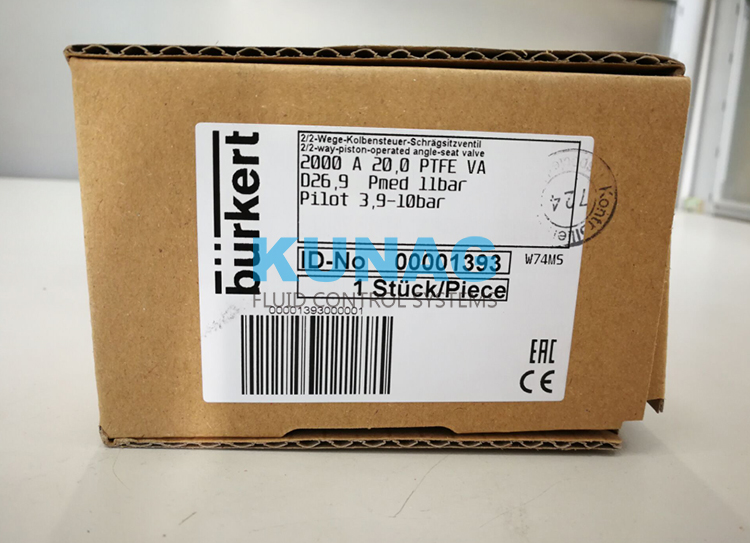 bürkert
2/2-Wege-Kolbensteuer-Schrägsitzventil
2/2-way-piston-operated angle-seat valve
2000 A 20,0 PTFE VA
D26,9 Pmed 11bar
Pilot 3,9-10bar
ID-No 00001393
W74MS
1 Stück/Piece
KUNAG
FLUID CONTROL SYSTEMS
00001393000001
EAC
CE